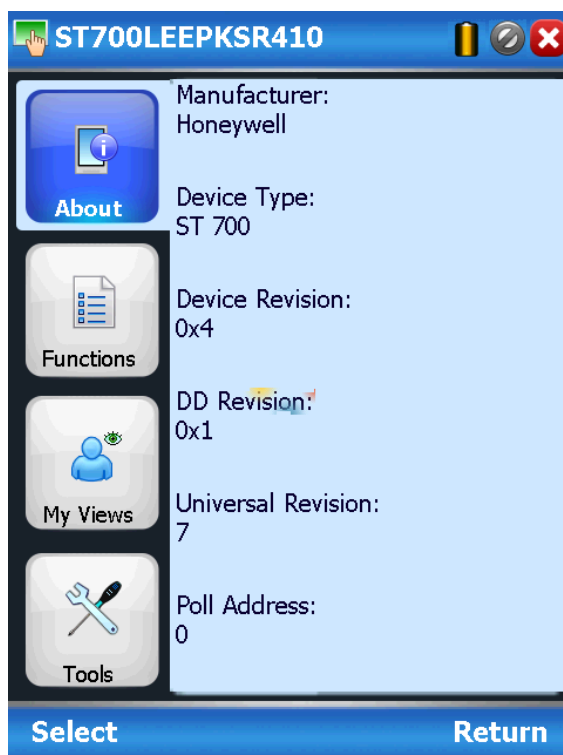 ST700LEEPKSR410
About
Functions
My Views
Tools
Manufacturer:
Honeywell
Device Type:
ST 700
Device Revision:
0x4
DD Revision:
0x1
Universal Revision:
7
Poll Address:
0
Select
Return